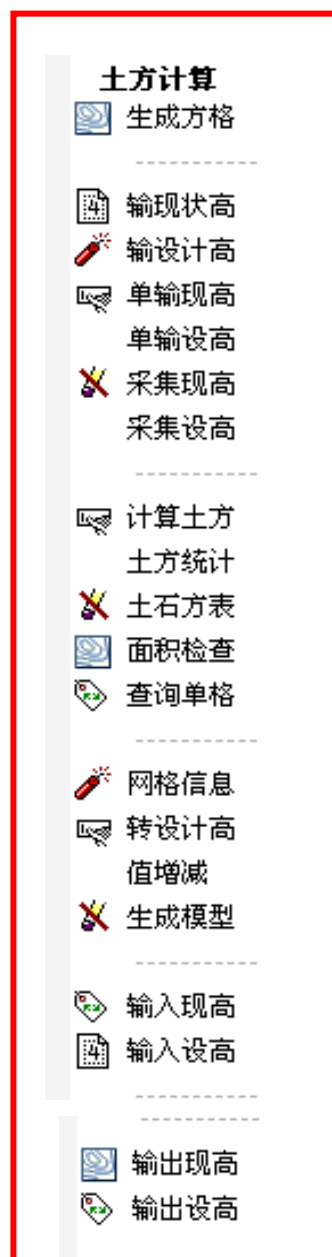 土方计算
生成方格
输现状高
输设计高
单输现高
单输设高
采集现高
采集设高
计算土方
土方统计
土石方表
面积检查
查询单格
网格信息
转设计高
值增减
生成模型
输入现高
输入设高
输出现高
输出设高